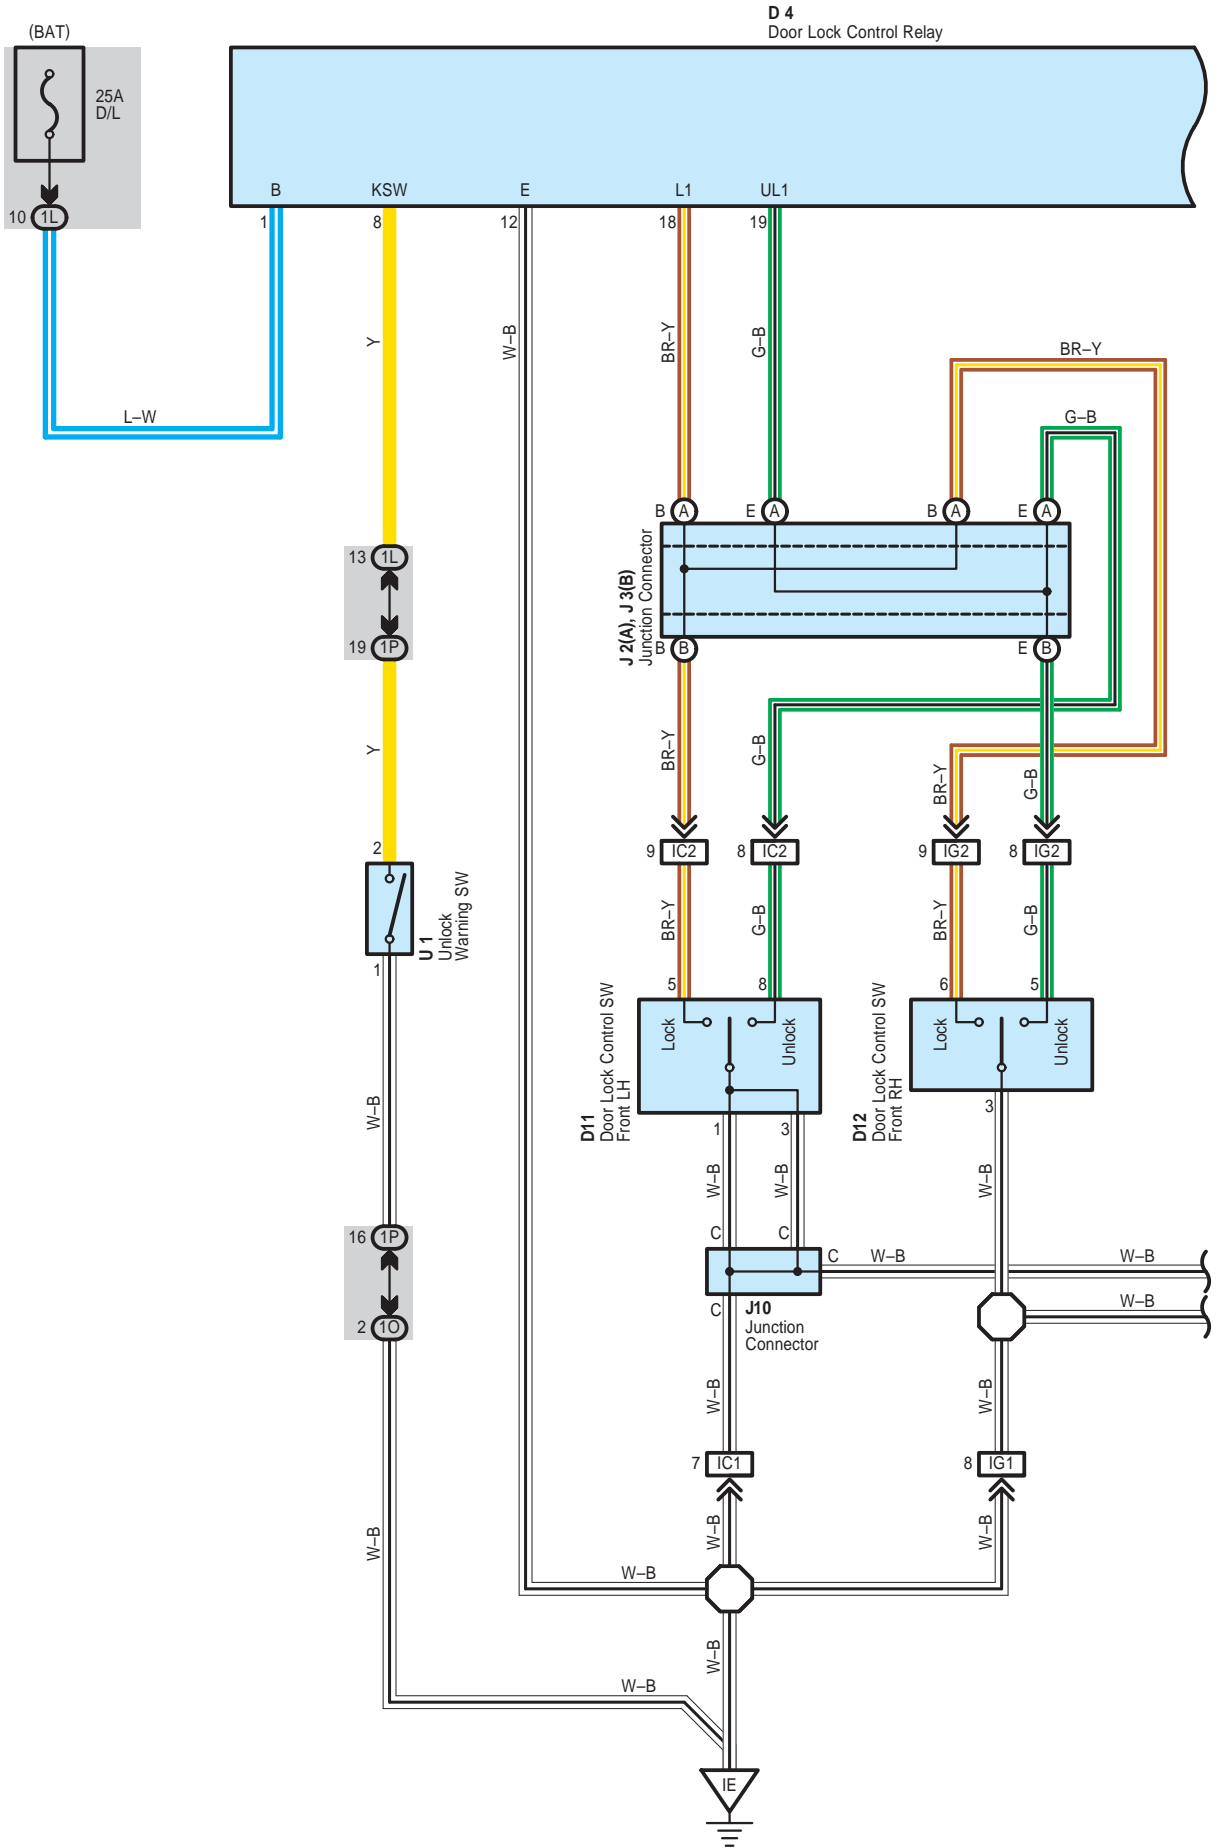 D 4
Door Lock Control Relay
(BAT)
25A
D/L
10 1L
B
KSW
E
L1
UL1
1
8
12
18
19
Y
W–B
BR–Y
G–B
BR–Y
G–B
L–W
B A
E A
B A
E A
J 2(A), J 3(B)
Junction Connector
13 1L
19 1P
B B
E B
Y
BR–Y
G–B
BR–Y
G–B
2
9 IC2
8 IC2
9 IG2
8 IG2
U 1
Unlock
Warning SW
1
BR–Y
G–B
BR–Y
G–B
5
8
6
5
Lock
Unlock
Lock
Unlock
D11
Door Lock Control SW
Front LH
D12
Door Lock Control SW
Front RH
1
3
3
W–B
W–B
W–B
W–B
16 1P
2 1O
C
C
C
W–B
W–B
W–B
C
J10
Junction
Connector
W–B
W–B
7 IC1
8 IG1
W–B
W–B
W–B
W–B
W–B
W–B
IE